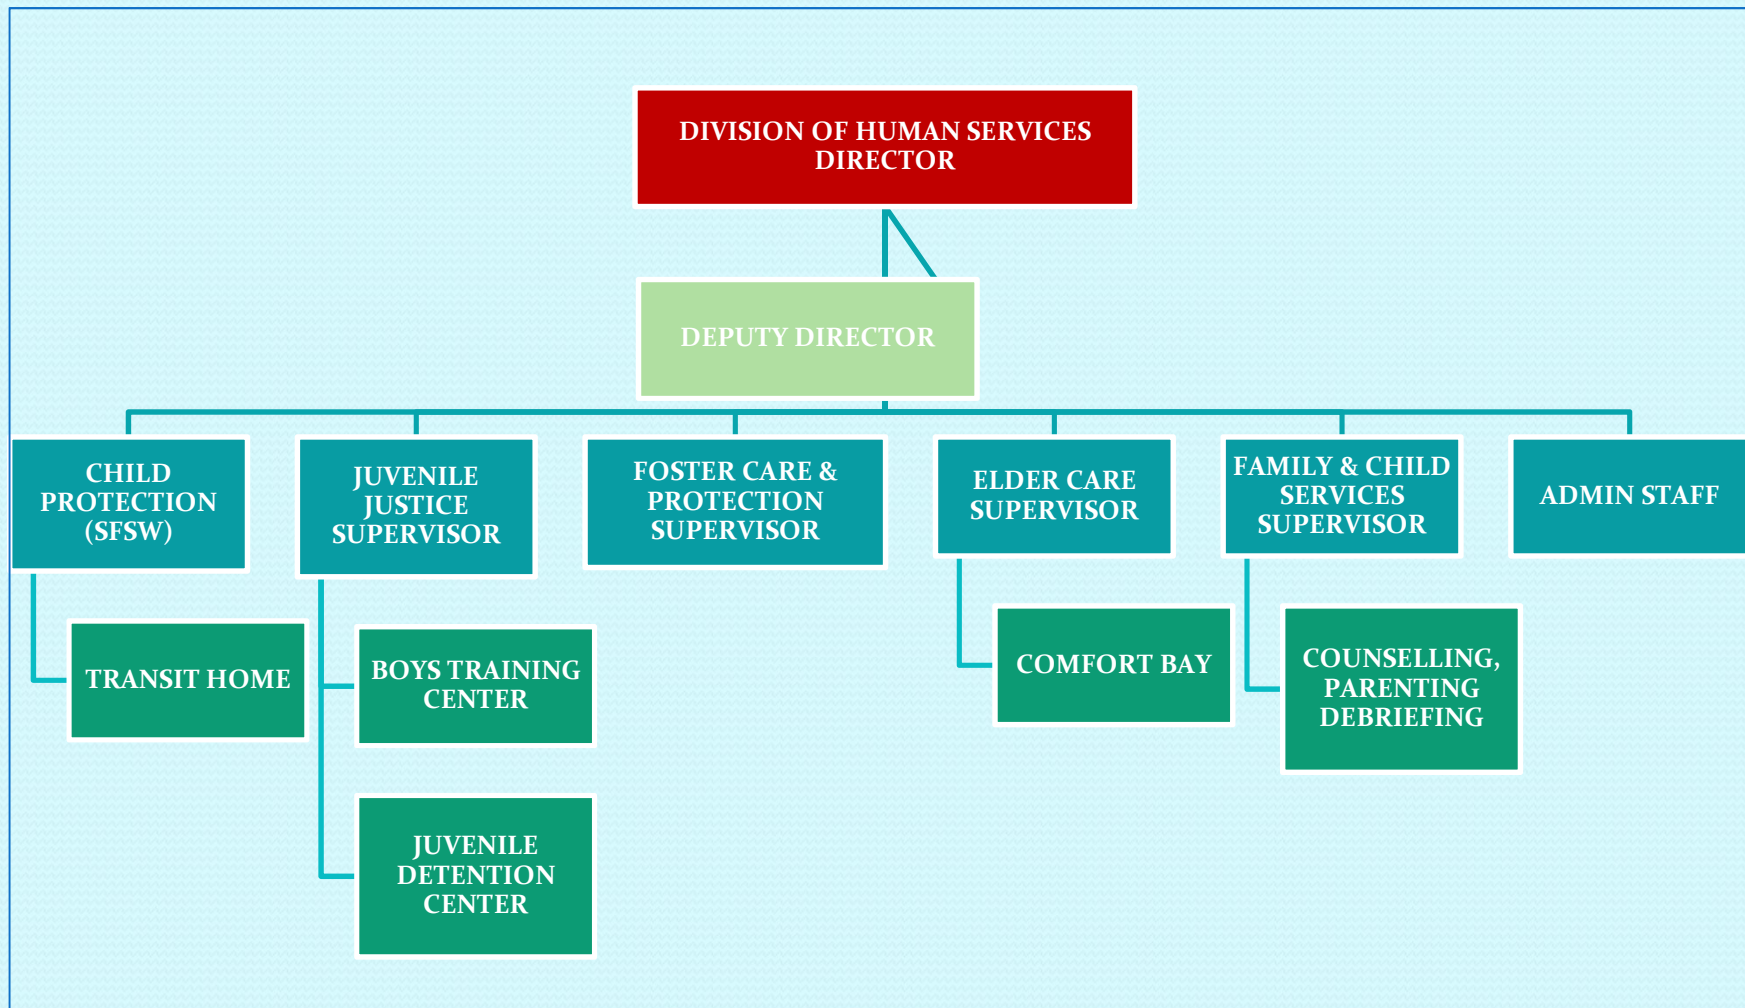 DIVISION OF HUMAN SERVICES
DIRECTOR
DEPUTY DIRECTOR
CHILD
PROTECTION
(SFSW)
JUVENILE
JUSTICE
SUPERVISOR
FOSTER CARE &
PROTECTION
SUPERVISOR
ELDER CARE
SUPERVISOR
FAMILY & CHILD
SERVICES
SUPERVISOR
ADMIN STAFF
TRANSIT HOME
BOYS TRAINING
CENTER
JUVENILE
DETENTION
CENTER
COMFORT BAY
COUNSELLING,
PARENTING
DEBRIEFING